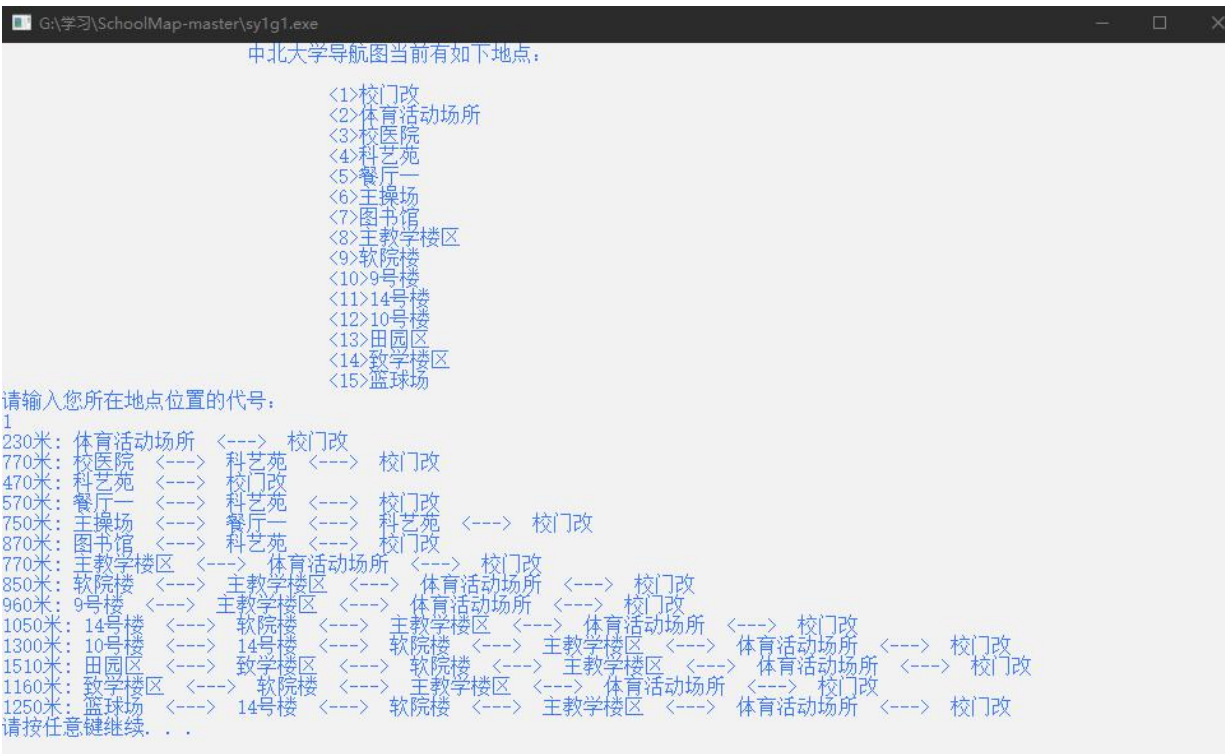 G:\学习\SchoolMap-master\sy1g1.exe
中北大学导航图当前有如下地点:
<1>校门改
<2>体育活动场所
<3>校医院
<4>科艺苑
<5>餐厅一
<6>主操场
<7>图书馆
<8>主教学楼区
<9>软院楼
<10>9号楼
<11>14号楼
<12>10号楼
<13>田园区
<14>致学楼区
<15>篮球场
请输入您所在地点位置的代号:
1
230米: 体育活动场所 <---> 校门改
770米: 校医院 <---> 科艺苑 <---> 校门改
470米: 科艺苑 <---> 校门改
570米: 餐厅一 <---> 科艺苑 <---> 校门改
750米: 主操场 <---> 餐厅一 <---> 科艺苑 <---> 校门改
870米: 图书馆 <---> 科艺苑 <---> 校门改
770米: 主教学楼区 <---> 体育活动场所 <---> 校门改
850米: 软院楼 <---> 主教学楼区 <---> 体育活动场所 <---> 校门改
960米: 9号楼 <---> 主教学楼区 <---> 体育活动场所 <---> 校门改
1050米: 14号楼 <---> 软院楼 <---> 主教学楼区 <---> 体育活动场所 <---> 校门改
1300米: 10号楼 <---> 14号楼 <---> 软院楼 <---> 主教学楼区 <---> 体育活动场所 <---> 校门改
1510米: 田园区 <---> 致学楼区 <---> 软院楼 <---> 主教学楼区 <---> 体育活动场所 <---> 校门改
1160米: 致学楼区 <---> 软院楼 <---> 主教学楼区 <---> 体育活动场所 <---> 校门改
1250米: 篮球场 <---> 14号楼 <---> 软院楼 <---> 主教学楼区 <---> 体育活动场所 <---> 校门改
请按任意键继续. . .